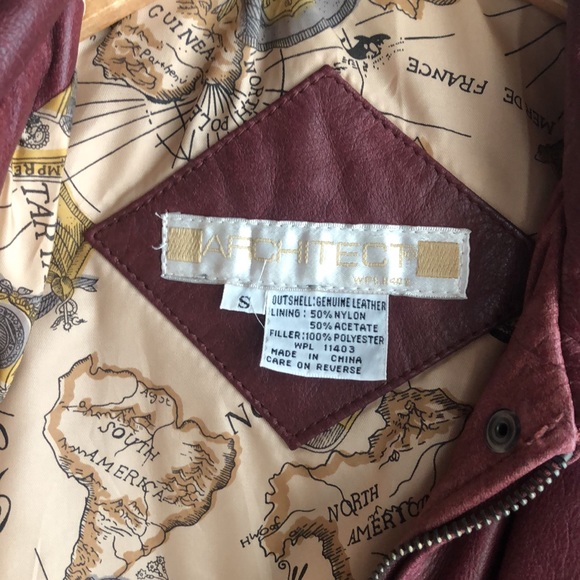 GUINEA
NORTH
POLE
MER DE FRANCE
TARTA
ARCHITECT
S
OUTSHELL:GENUINE LEATHER
LINING: 50% NYLON
50% ACETATE
FILLER:100% POLYESTER
WPL 11403
MADE IN CHINA
CARE ON REVERSE
SOUTH
AMERICA
NORTH